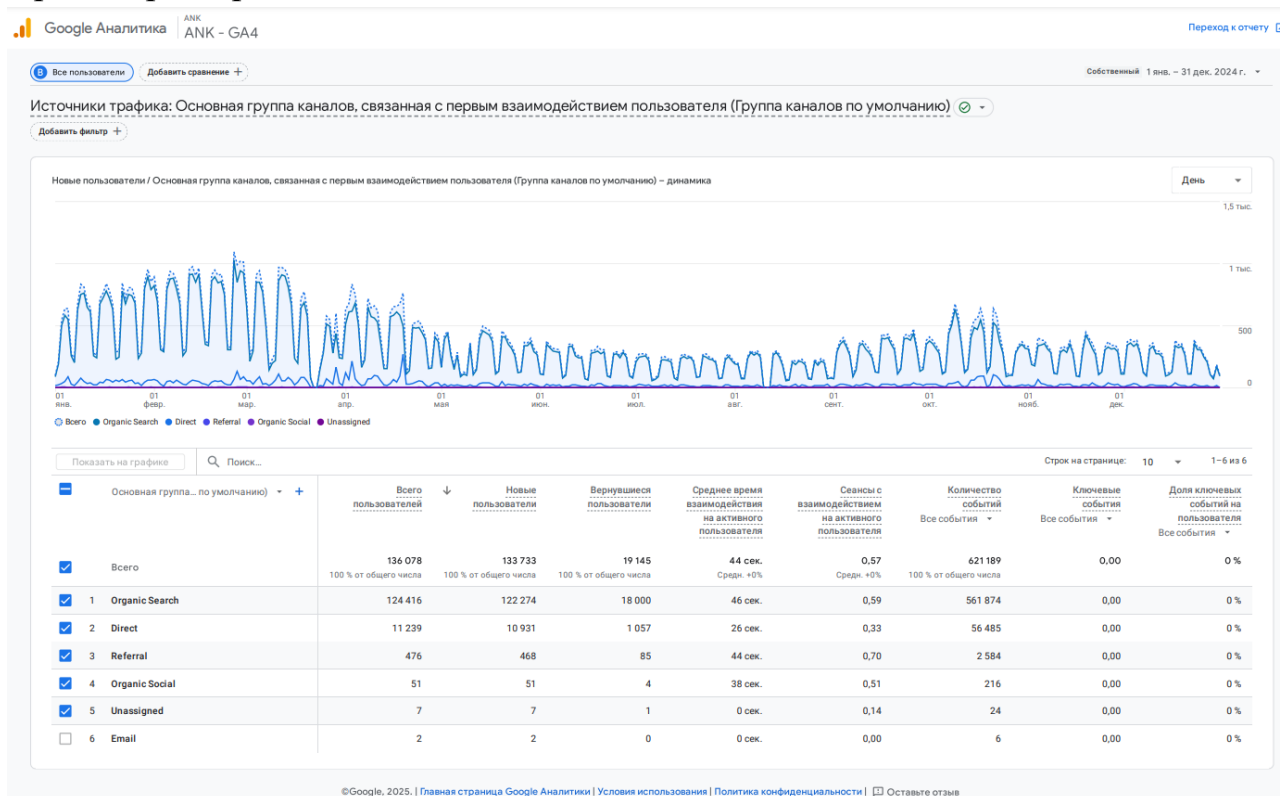 Google Аналитика
ANK
ANK - GA4
Переход к отчету
В Все пользователи
Добавить сравнение +
Собственный 1 янв. – 31 дек. 2024 г.
Источники трафика: Основная группа каналов, связанная с первым взаимодействием пользователя (Группа каналов по умолчанию)
Добавить фильтр +
Новые пользователи / Основная группа каналов, связанная с первым взаимодействием пользователя (Группа каналов по умолчанию) – динамика
День
1,5 тыс.
1 тыс.
500
0
01 янв.
01 февр.
01 мар.
01 апр.
01 мая
01 июн.
01 июл.
01 авг.
01 сент.
01 окт.
01 нояб.
01 дек.
Всего Organic Search Direct Referral Organic Social Unassigned
Показать на графике
Поиск...
Строк на странице: 10 1–6 из 6
Основная группа... по умолчанию) +
Всего пользователей
Новые пользователи
Вернувшиеся пользователи
Среднее время взаимодействия на активного пользователя
Сеансы с взаимодействием на активного пользователя
Количество событий
Все события
Ключевые события
Все события
Доля ключевых событий на пользователя
Все события
Всего 136 078 133 733 19 145 44 сек. 0,57 621 189 0,00 0 %
100 % от общего числа 100 % от общего числа 100 % от общего числа Средн. +0% Средн. +0% 100 % от общего числа
1 Organic Search 124 416 122 274 18 000 46 сек. 0,59 561 874 0,00 0 %
2 Direct 11 239 10 931 1 057 26 сек. 0,33 56 485 0,00 0 %
3 Referral 476 468 85 44 сек. 0,70 2 584 0,00 0 %
4 Organic Social 51 51 4 38 сек. 0,51 216 0,00 0 %
5 Unassigned 7 7 1 0 сек. 0,14 24 0,00 0 %
6 Email 2 2 0 0 сек. 0,00 6 0,00 0 %
©Google, 2025. | Главная страница Google Аналитики | Условия использования | Политика конфиденциальности | Оставьте отзыв